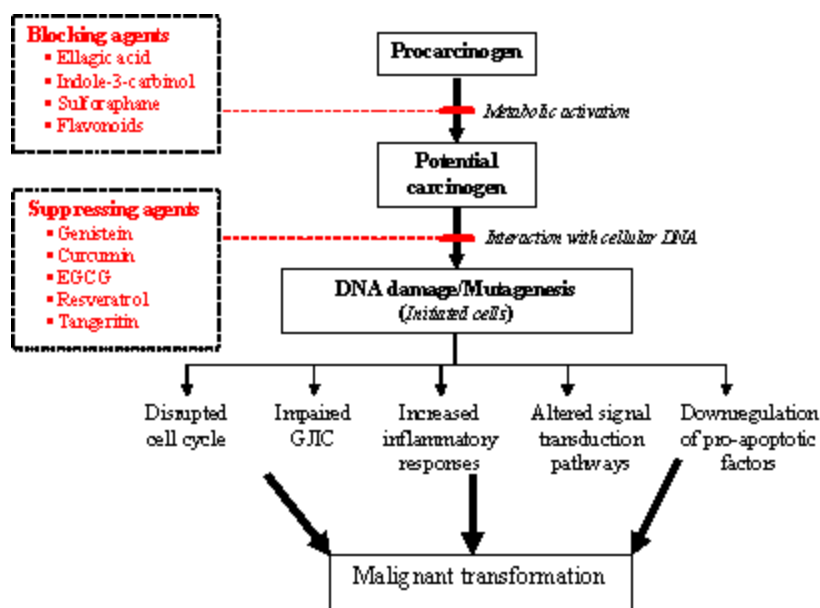 Blocking agents
▪ Ellagic acid
▪ Indole-3-carbinol
▪ Sulforaphane
▪ Flavonoids
Procarcinogen
Metabolic activation
Potential
carcinogen
Suppressing agents
▪ Genistein
▪ Curcumin
▪ EGCG
▪ Resveratrol
▪ Tangeritin
Interaction with cellular DNA
DNA damage/Mutagenesis
(Initiated cells)
Disrupted
cell cycle
Impaired
GJIC
Increased
inflammatory
responses
Altered signal
transduction
pathways
Downregulation
of pro-apoptotic
factors
Malignant transformation